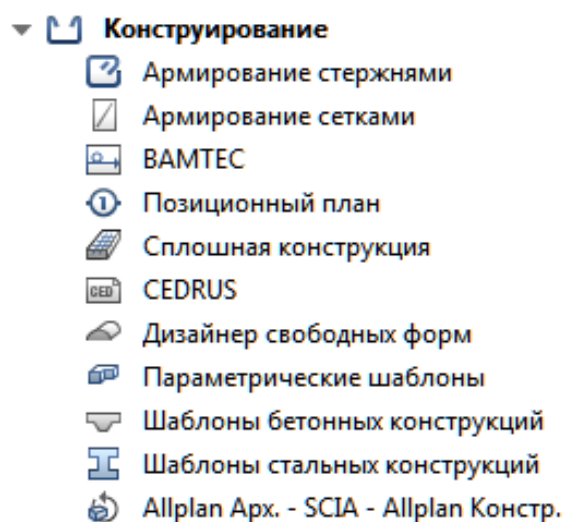 Конструирование
Армирование стержнями
Армирование сетками
BAMTEC
Позиционный план
Сплошная конструкция
CED CEDRUS
Дизайнер свободных форм
Параметрические шаблоны
Шаблоны бетонных конструкций
Шаблоны стальных конструкций
Allplan Арх. - SCIA - Allplan Констр.